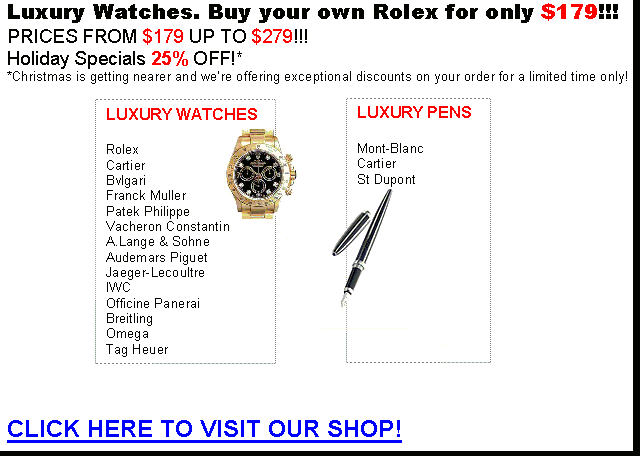 Luxury Watches. Buy your own Rolex for only $179!!!
PRICES FROM $179 UP TO $279!!!
Holiday Specials 25% OFF!*
*Christmas is getting nearer and we're offering exceptional discounts on your order for a limited time only!
LUXURY WATCHES
Rolex
Cartier
Bvlgari
Franck Muller
Patek Philippe
Vacheron Constantin
A.Lange & Sohne
Audemars Piguet
Jaeger-Lecoultre
IWC
Officine Panerai
Breitling
Omega
Tag Heuer
LUXURY PENS
Mont-Blanc
Cartier
St Dupont
CLICK HERE TO VISIT OUR SHOP!